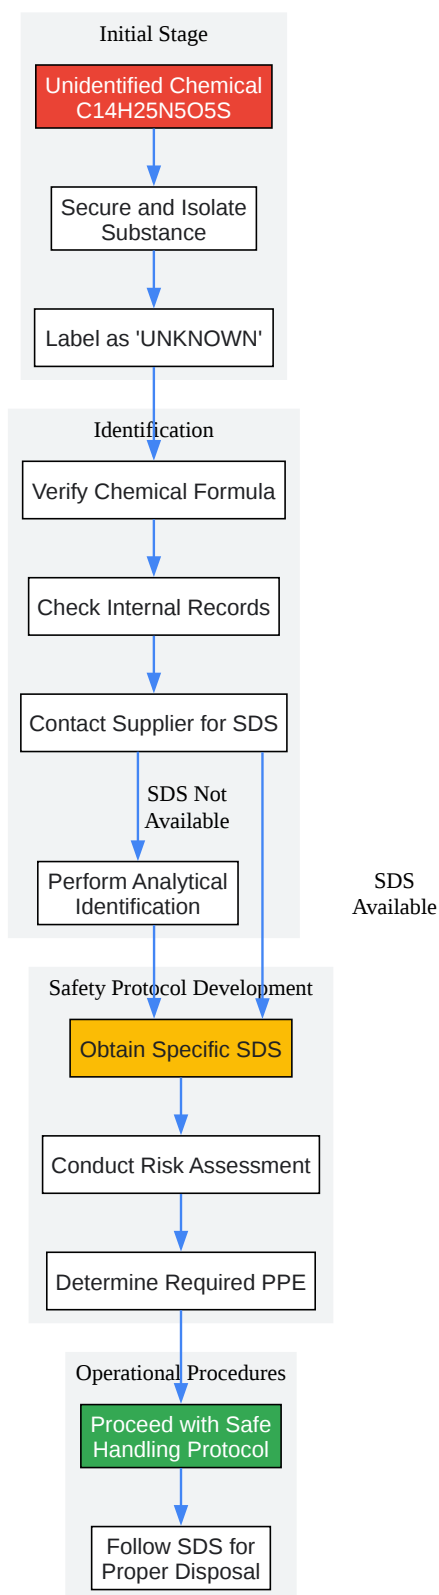 Initial Stage
Unidentified Chemical
C14H25N5O5S
Secure and Isolate
Substance
Label as 'UNKNOWN'
Identification
Verify Chemical Formula
Check Internal Records
Contact Supplier for SDS
SDS Not
Available
Perform Analytical
Identification
SDS
Available
Safety Protocol Development
Obtain Specific SDS
Conduct Risk Assessment
Determine Required PPE
Operational Procedures
Proceed with Safe
Handling Protocol
Follow SDS for
Proper Disposal